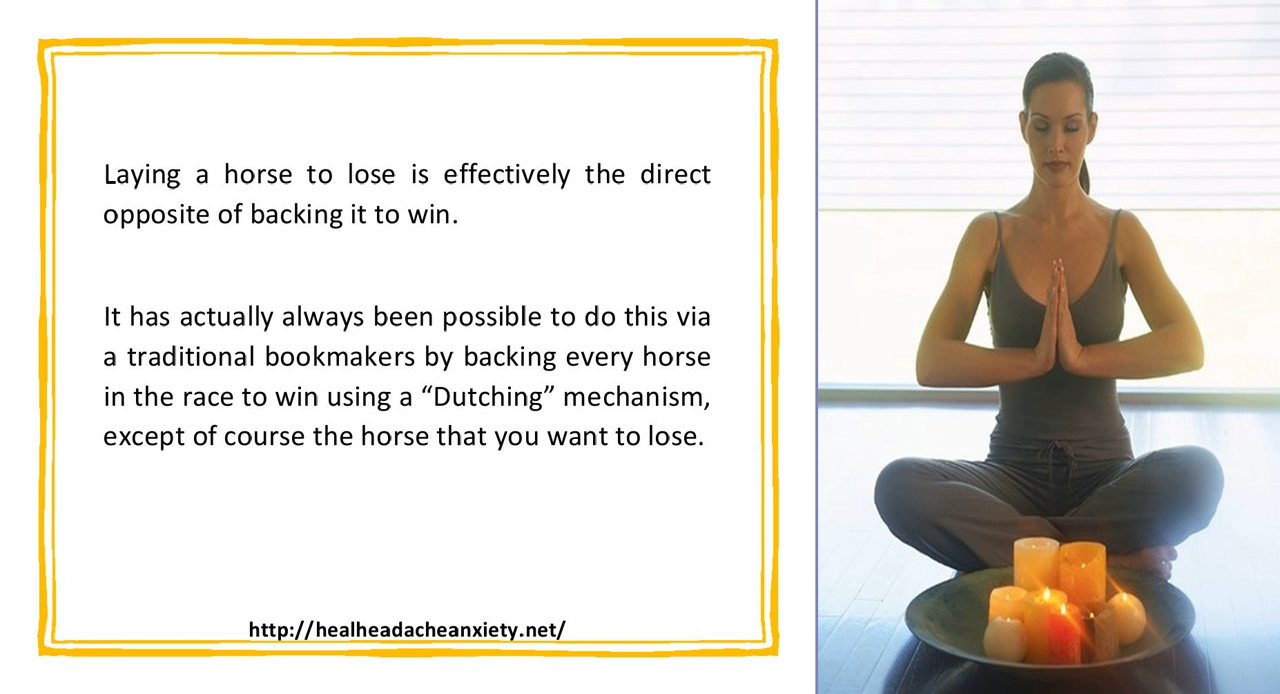 Laying a horse to lose is effectively the direct
opposite of backing it to win.
It has actually always been possible to do this via
a traditional bookmakers by backing every horse
in the race to win using a “Dutching” mechanism,
except of course the horse that you want to lose.
http://healheadacheanxiety.net/